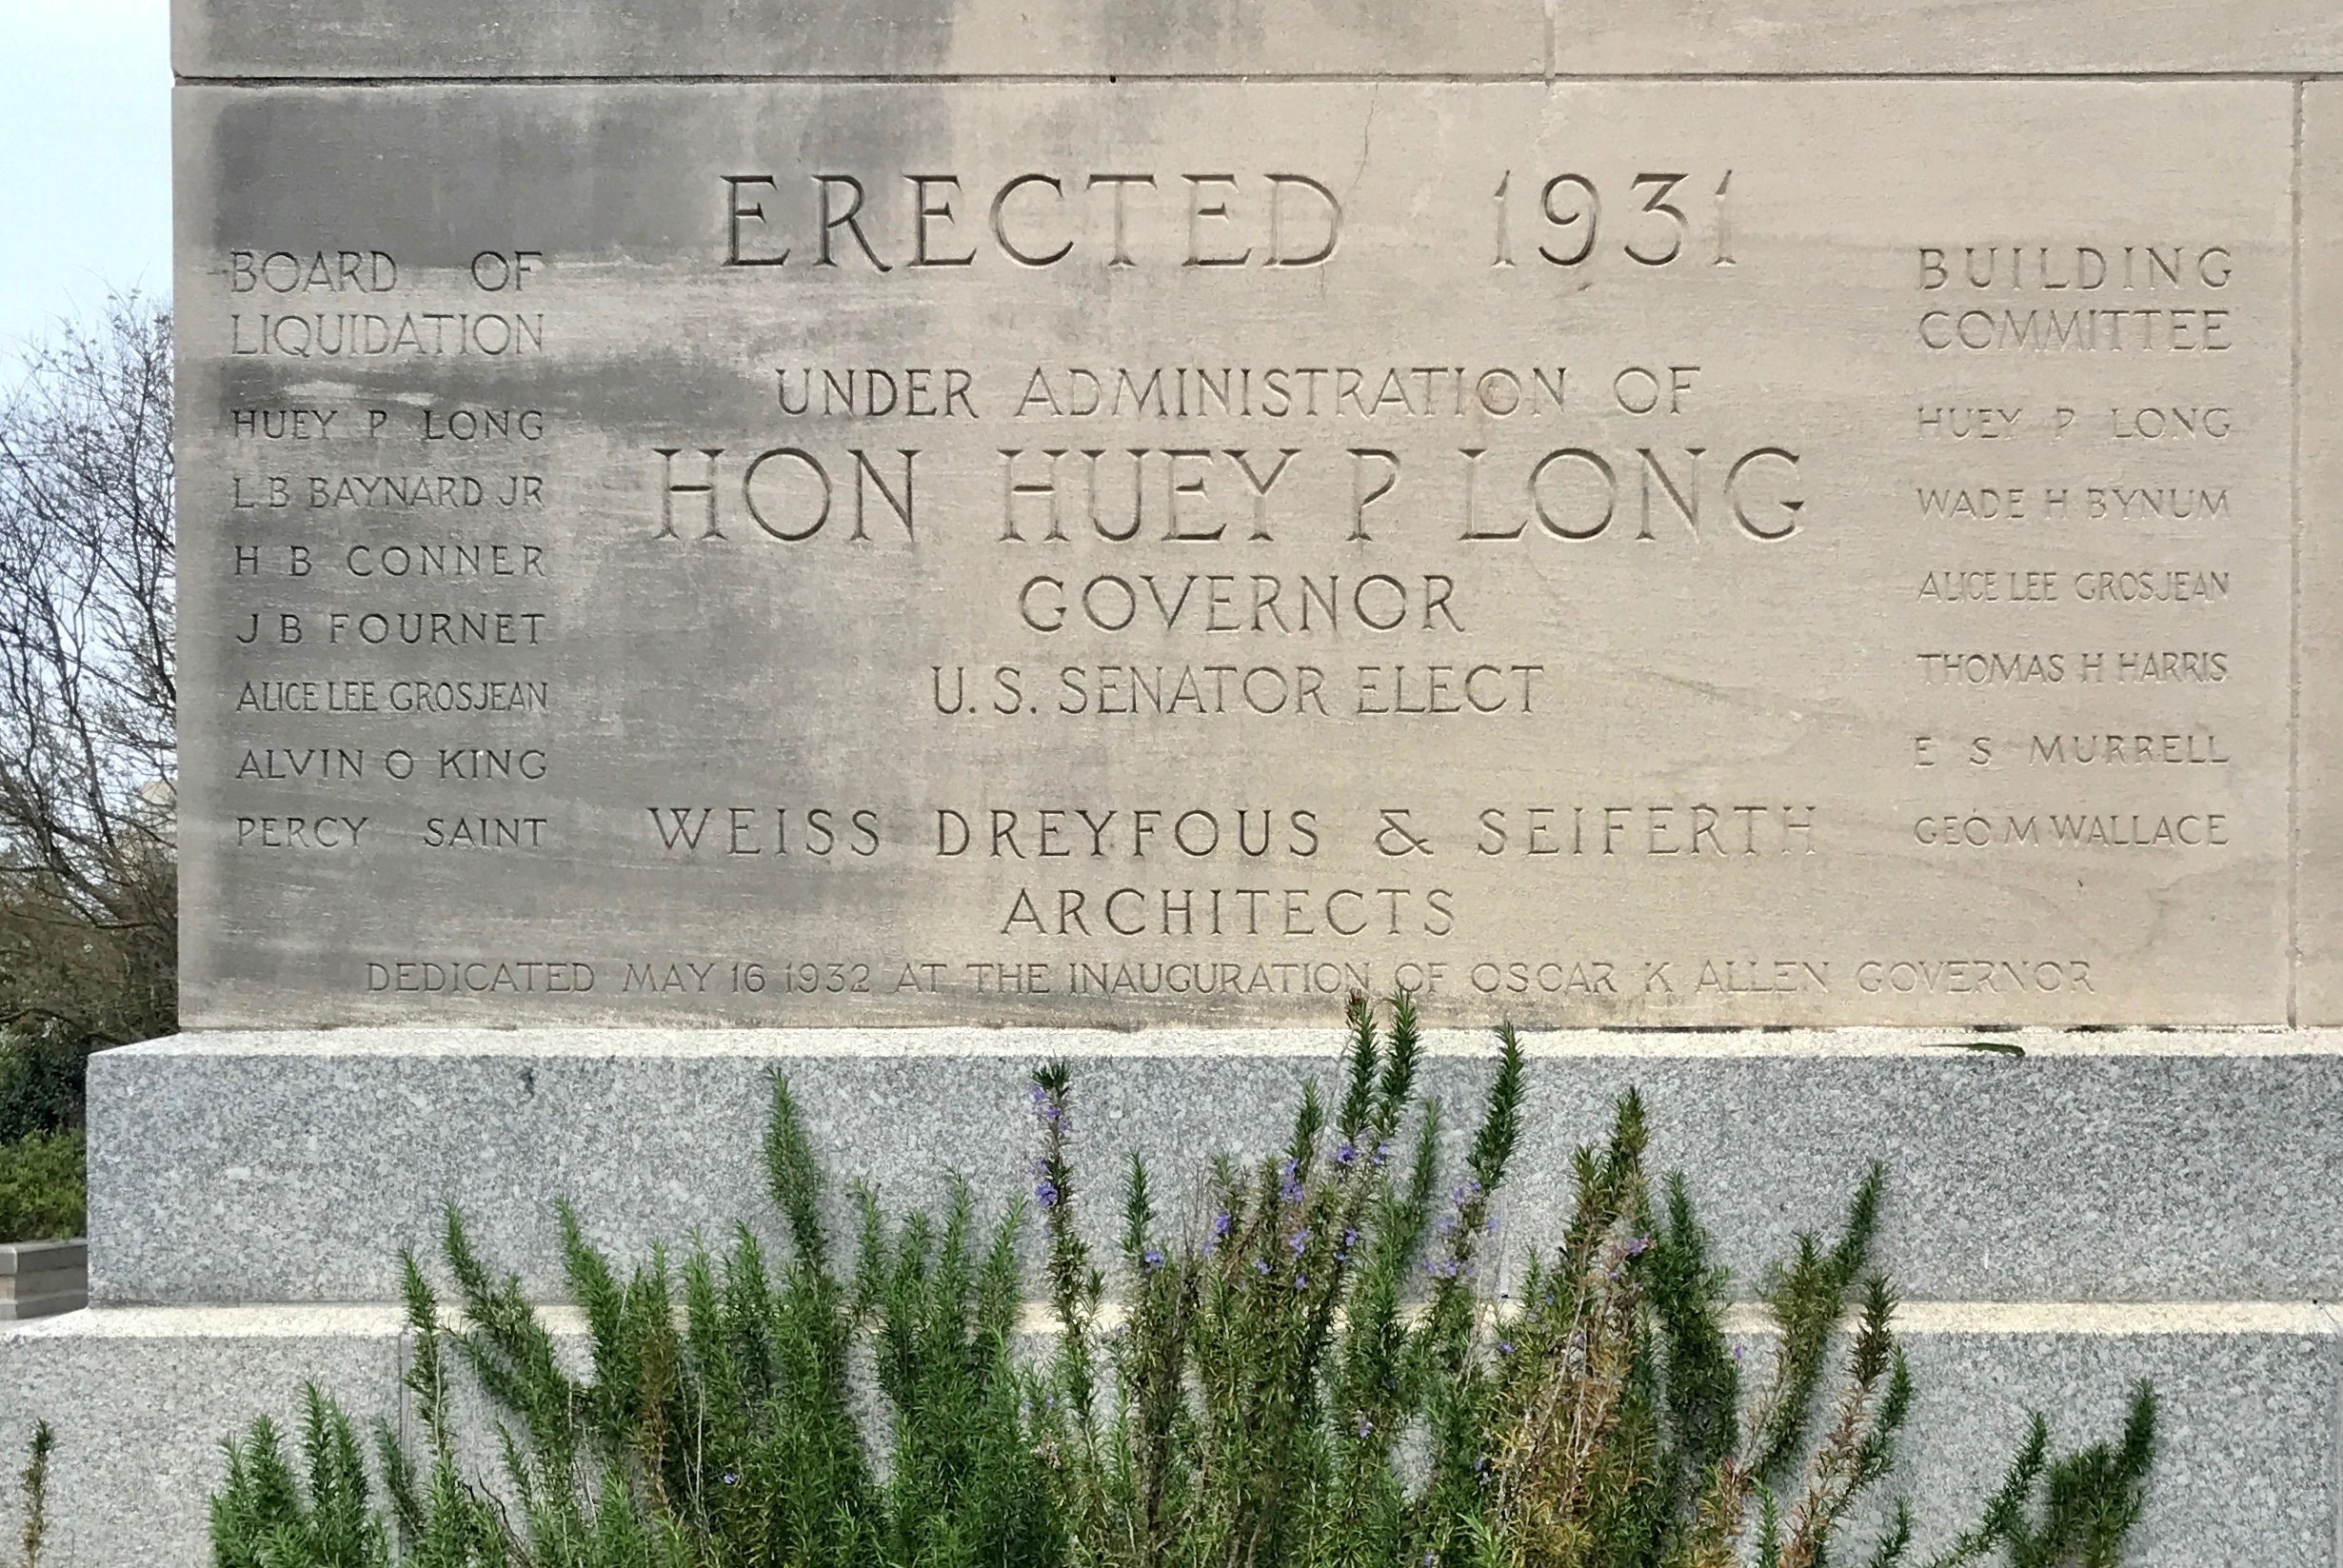 ERECTED 1931
UNDER ADMINISTRATION OF
HON HUEY P LONG
GOVERNOR
U.S. SENATOR ELECT
WEISS DREYFOUS & SEIFERTH
ARCHITECTS
BOARD OF
LIQUIDATION
HUEY P LONG
L B BAYNARD JR
H B CONNER
J B FOURNET
ALICE LEE GROSJEAN
ALVIN O KING
PERCY SAINT
BUILDING
COMMITTEE
HUEY P LONG
WADE H BYNUM
ALICE LEE GROSJEAN
THOMAS H HARRIS
E S MURRELL
GEO M WALLACE
DEDICATED MAY 16 1932 AT THE INAUGURATION OF OSCAR K ALLEN GOVERNOR